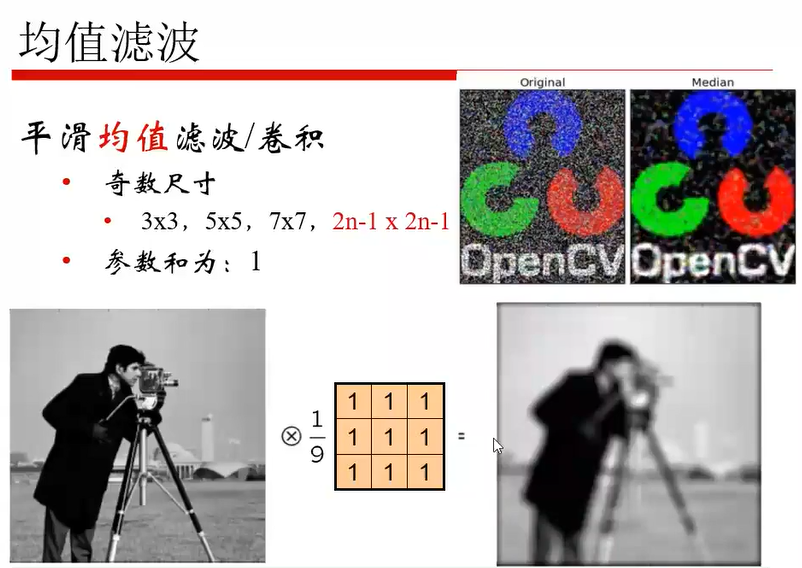 均值滤波
Original
Median
平滑均值滤波/卷积
• 奇数尺寸
• 3x3，5x5，7x7，2n-1 x 2n-1
• 参数和为：1
OpenCV
OpenCV
⊗ 1/9
1 1 1
1 1 1
1 1 1
=